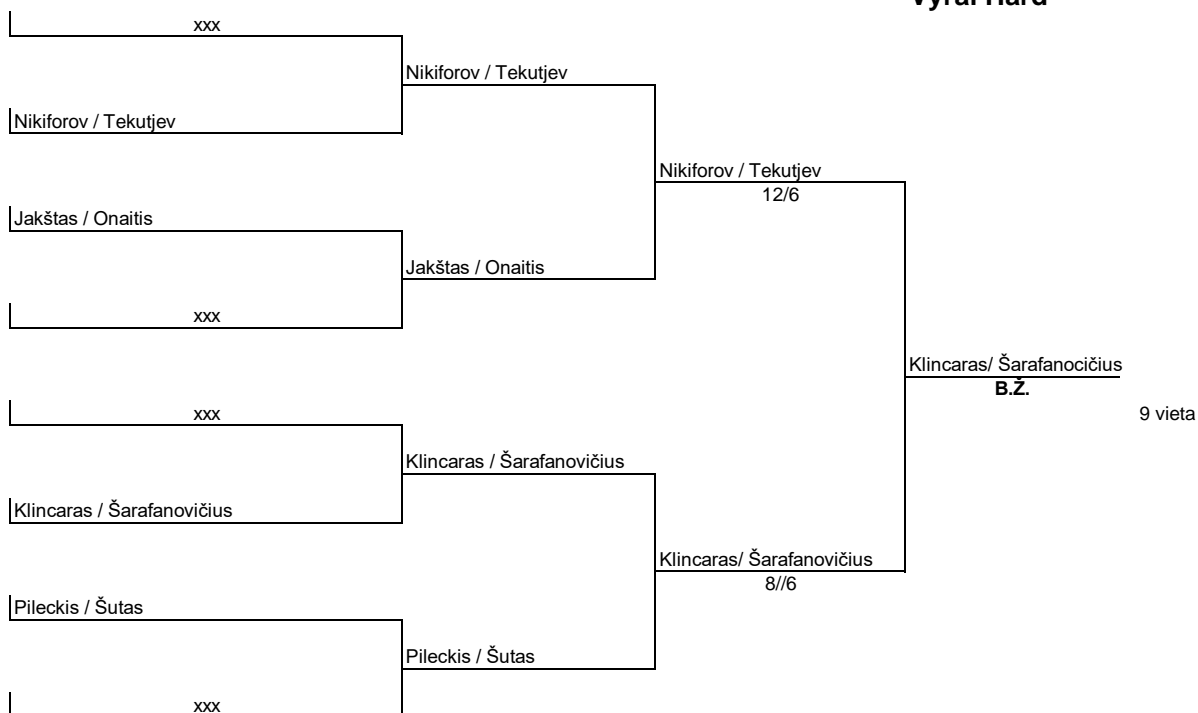 Vyrai Hard
xxx
Nikiforov / Tekutjev
Nikiforov / Tekutjev
Nikiforov / Tekutjev
12/6
Jakštas / Onaitis
Jakštas / Onaitis
xxx
Klincaras/ Šarafanocičius
B.Ž.
9 vieta
xxx
Klincaras / Šarafanovičius
Klincaras / Šarafanovičius
Klincaras/ Šarafanovičius
8//6
Pileckis / Šutas
Pileckis / Šutas
xxx